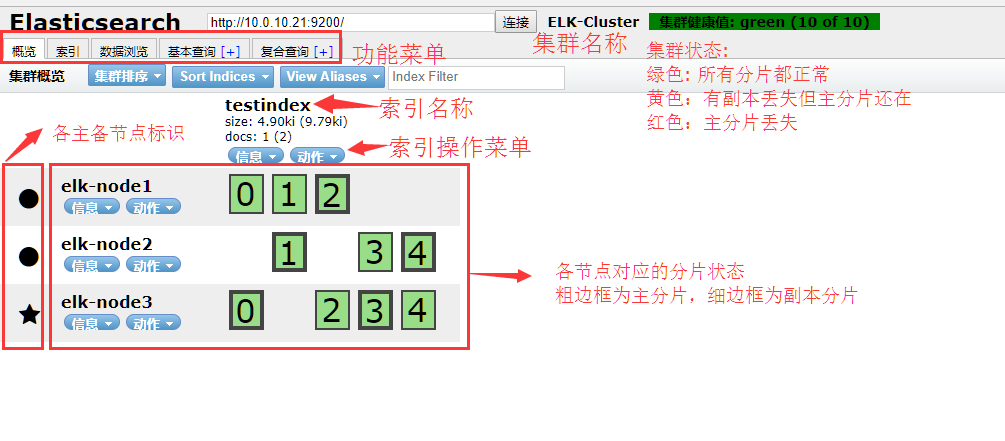 Elasticsearch http://10.0.10.21:9200/ 连接 ELK-Cluster 集群健康值: green (10 of 10)
概览 索引 数据浏览 基本查询 [+] 复合查询 [+] 功能菜单 集群名称
集群状态:
绿色: 所有分片都正常
黄色: 有副本丢失但主分片还在
红色: 主分片丢失
集群概览 集群排序 Sort Indices View Aliases Index Filter
testindex 索引名称
size: 4.90ki (9.79ki)
docs: 1 (2)
信息 动作 索引操作菜单
各主备节点标识
elk-node1 0 1 2
信息 动作
elk-node2 1 3 4
信息 动作
elk-node3 0 2 3 4
信息 动作
各节点对应的分片状态
粗边框为主分片，细边框为副本分片